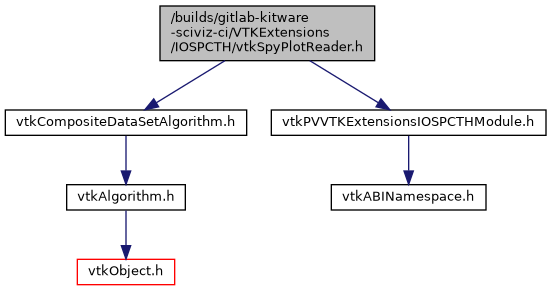 /builds/gitlab-kitware
-sciviz-ci/VTKExtensions
/IOSPCTH/vtkSpyPlotReader.h
vtkCompositeDataSetAlgorithm.h
vtkPVVTKExtensionsIOSPCTHModule.h
vtkAlgorithm.h
vtkABINamespace.h
vtkObject.h